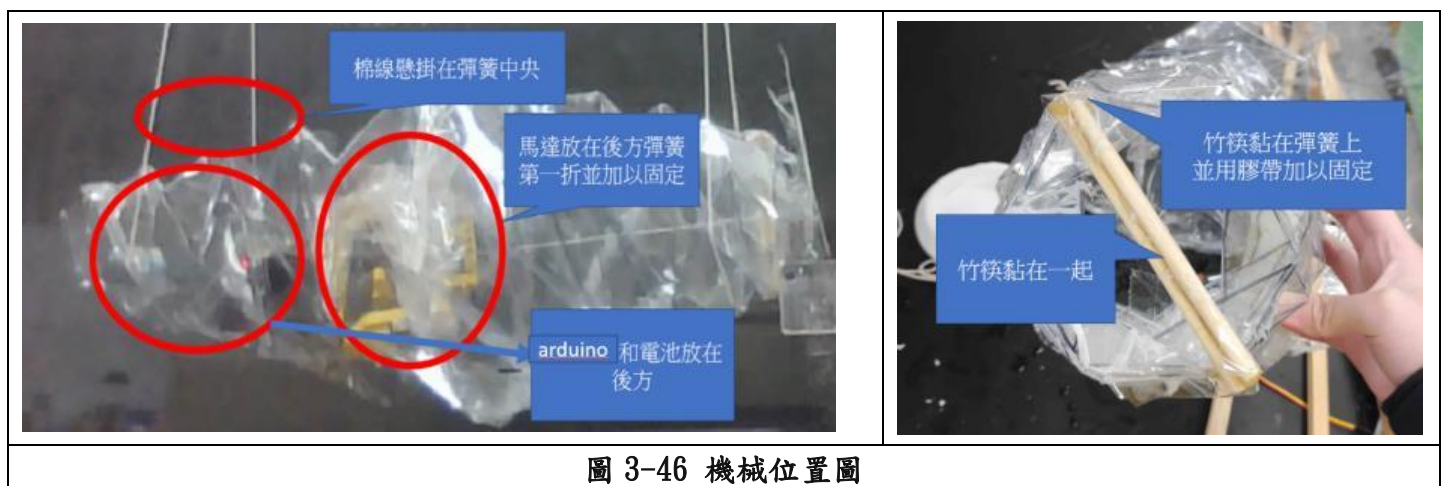 棉線懸掛在彈簧中央
馬達放在後方彈簧
第一折並加以固定
arduino 和電池放在
後方
竹筷黏在彈簧上
並用膠帶加以固定
竹筷黏在一起
圖 3-46 機械位置圖